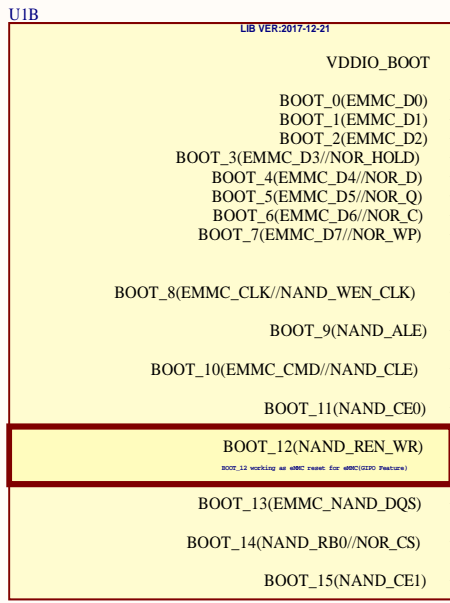 U1B
LIB VER:2017-12-21
VDDIO_BOOT
BOOT_0(EMMC_D0)
BOOT_1(EMMC_D1)
BOOT_2(EMMC_D2)
BOOT_3(EMMC_D3//NOR_HOLD)
BOOT_4(EMMC_D4//NOR_D)
BOOT_5(EMMC_D5//NOR_Q)
BOOT_6(EMMC_D6//NOR_C)
BOOT_7(EMMC_D7//NOR_WP)
BOOT_8(EMMC_CLK//NAND_WEN_CLK)
BOOT_9(NAND_ALE)
BOOT_10(EMMC_CMD//NAND_CLE)
BOOT_11(NAND_CE0)
BOOT_12(NAND_REN_WR)
BOOT_12 working as eMMC reset for eMMC(GIPO Feature)
BOOT_13(EMMC_NAND_DQS)
BOOT_14(NAND_RB0//NOR_CS)
BOOT_15(NAND_CE1)